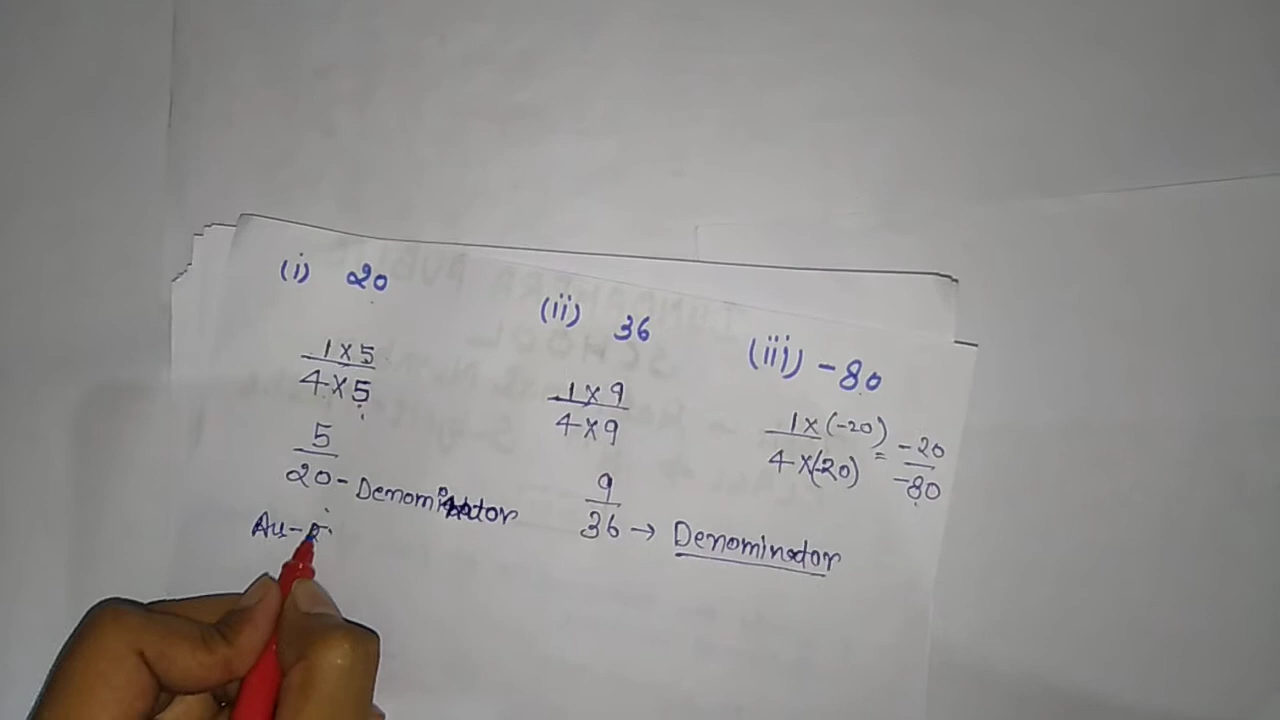 (i) 20
1 x 5
4 x 5
5
20 - Denominator
Au -
(ii) 36
1 x 9
4 x 9
9
36 → Denominator
(iii) -80
1 x (-20) = -20
4 x (-20) -80